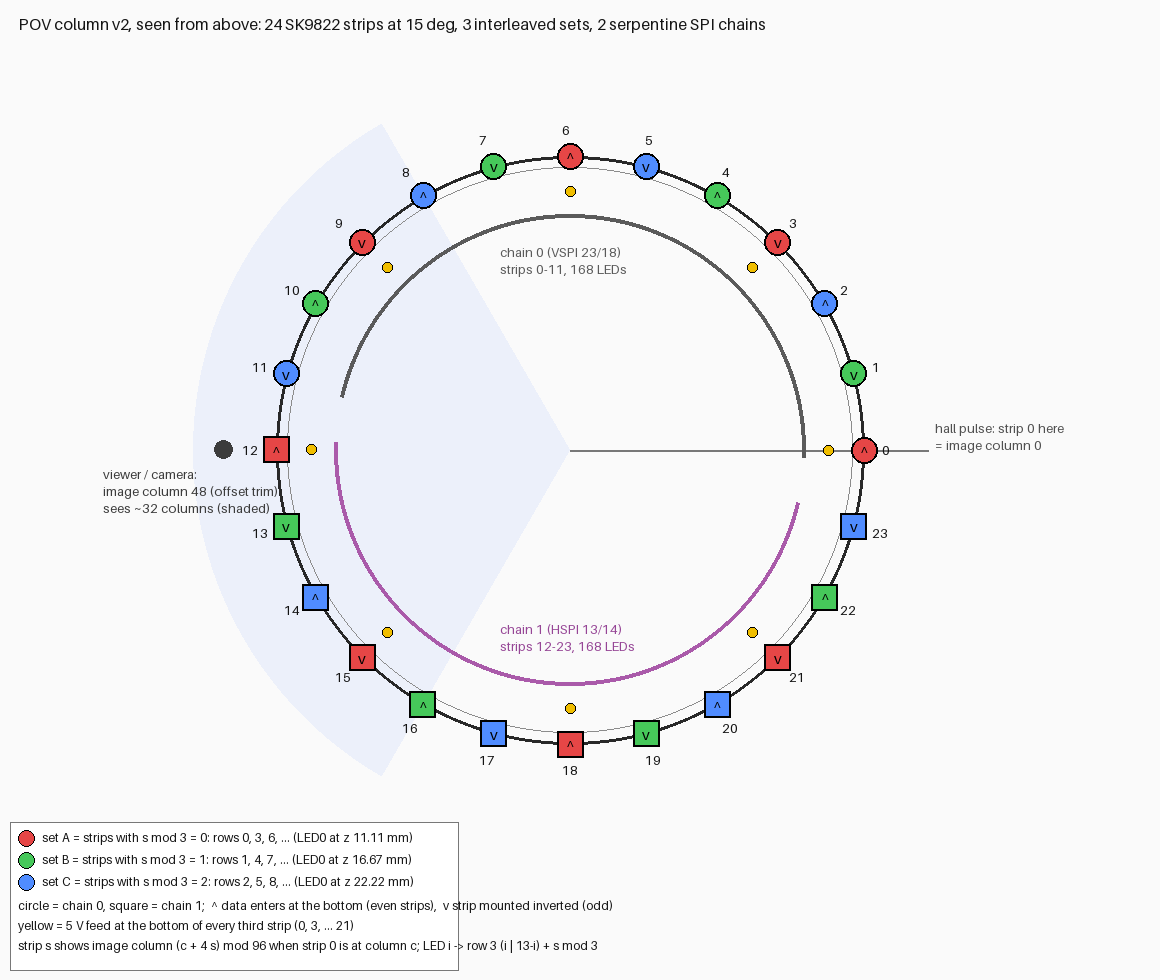 POV column v2, seen from above: 24 SK9822 strips at 15 deg, 3 interleaved sets, 2 serpentine SPI chains
6
7
5
8
4
9
3
10
2
11
1
12
0
13
23
14
22
15
21
16
20
17
19
18
^
v
v
^
^
v
v
^
^
v
v
^
^
v
v
^
^
v
v
^
^
v
v
^
chain 0 (VSPI 23/18)
strips 0-11, 168 LEDs
hall pulse: strip 0 here
= image column 0
viewer / camera:
image column 48 (offset trim)
sees ~32 columns (shaded)
chain 1 (HSPI 13/14)
strips 12-23, 168 LEDs
set A = strips with s mod 3 = 0: rows 0, 3, 6, ... (LED0 at z 11.11 mm)
set B = strips with s mod 3 = 1: rows 1, 4, 7, ... (LED0 at z 16.67 mm)
set C = strips with s mod 3 = 2: rows 2, 5, 8, ... (LED0 at z 22.22 mm)
circle = chain 0, square = chain 1; ^ data enters at the bottom (even strips), v strip mounted inverted (odd)
yellow = 5 V feed at the bottom of every third strip (0, 3, ... 21)
strip s shows image column (c + 4 s) mod 96 when strip 0 is at column c; LED i -> row 3 (i | 13-i) + s mod 3